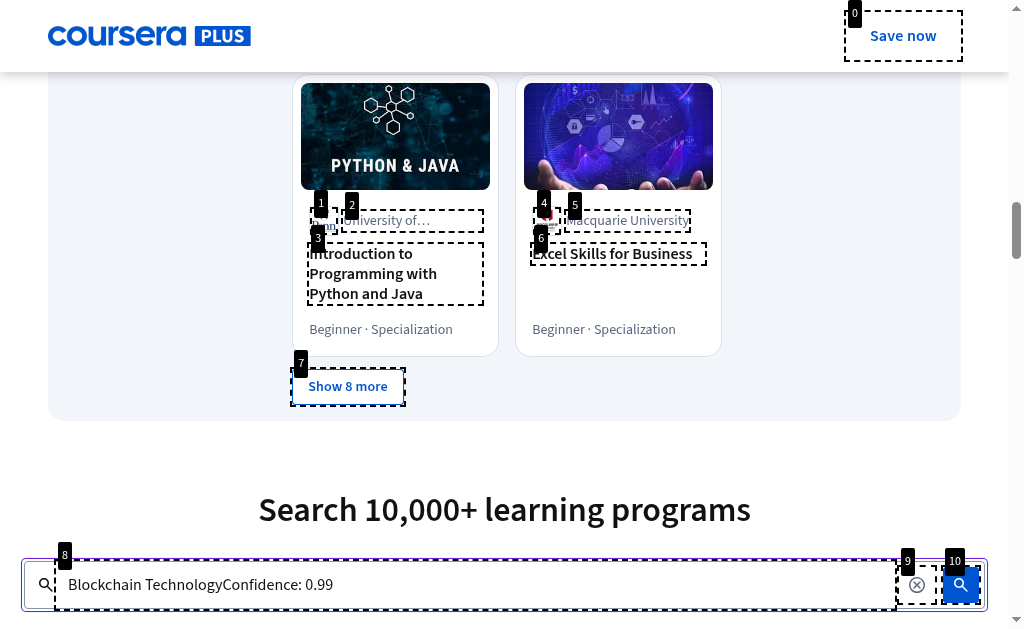 coursera PLUS
0
Save now
PYTHON & JAVA
1
2
University of…
3
Introduction to
Programming with
Python and Java
Beginner · Specialization
4
5
Macquarie University
6
Excel Skills for Business
Beginner · Specialization
7
Show 8 more
Search 10,000+ learning programs
8
9
10
Blockchain TechnologyConfidence: 0.99